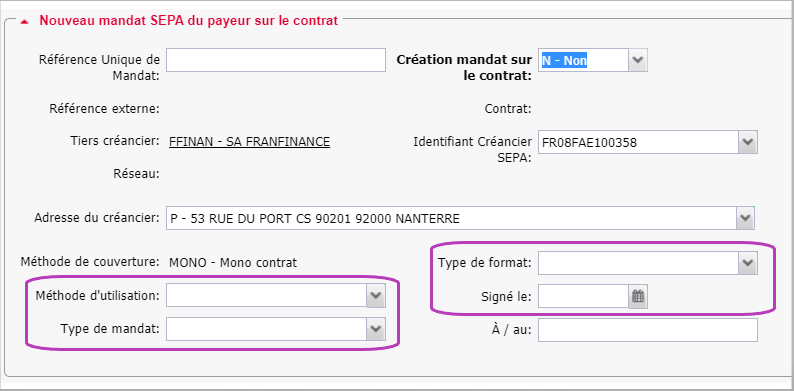 Nouveau mandat SEPA du payeur sur le contrat
Référence Unique de Mandat:
Création mandat sur le contrat:
N - Non
Référence externe:
Contrat:
Tiers créancier: FFINAN - SA FRANFINANCE
Identifiant Créancier SEPA:
FR08FAE100358
Réseau:
Adresse du créancier: P - 53 RUE DU PORT CS 90201 92000 NANTERRE
Méthode de couverture: MONO - Mono contrat
Type de format:
Méthode d'utilisation:
Signé le:
Type de mandat:
À / au: